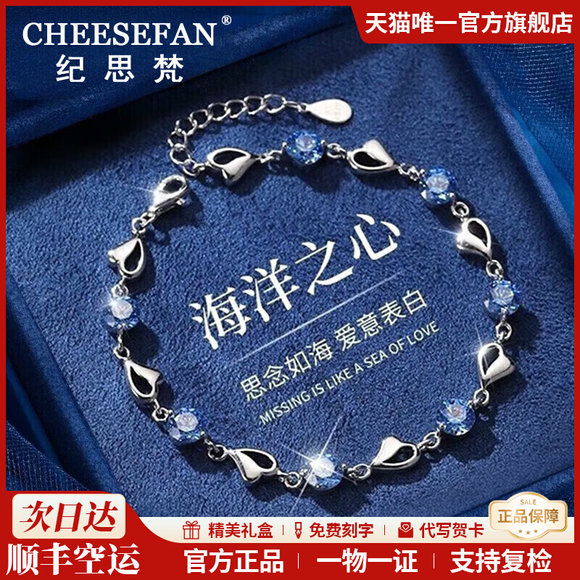 CHEESEFAN®
纪思梵
天猫唯一官方旗舰店
海洋之心
思念如海 爱意表白
MISSING IS LIKE A SEA OF LOVE
SALE
正品保障
次日达
顺丰空运
精美礼盒 免费刻字 代写贺卡
官方正品 一物一证 支持复检